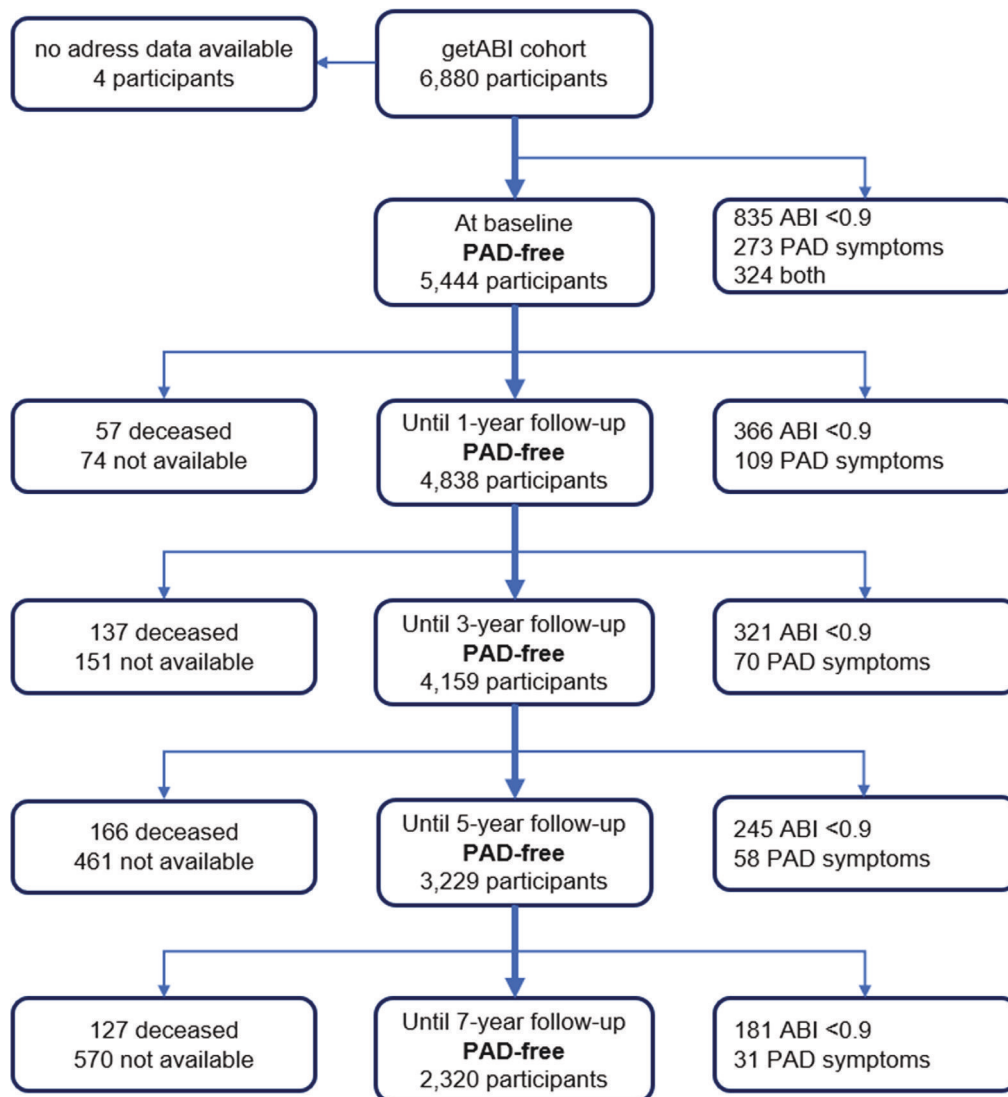 no adress data available
4 participants
getABI cohort
6,880 participants
At baseline
PAD-free
5,444 participants
835 ABI <0.9
273 PAD symptoms
324 both
57 deceased
74 not available
Until 1-year follow-up
PAD-free
4,838 participants
366 ABI <0.9
109 PAD symptoms
137 deceased
151 not available
Until 3-year follow-up
PAD-free
4,159 participants
321 ABI <0.9
70 PAD symptoms
166 deceased
461 not available
Until 5-year follow-up
PAD-free
3,229 participants
245 ABI <0.9
58 PAD symptoms
127 deceased
570 not available
Until 7-year follow-up
PAD-free
2,320 participants
181 ABI <0.9
31 PAD symptoms